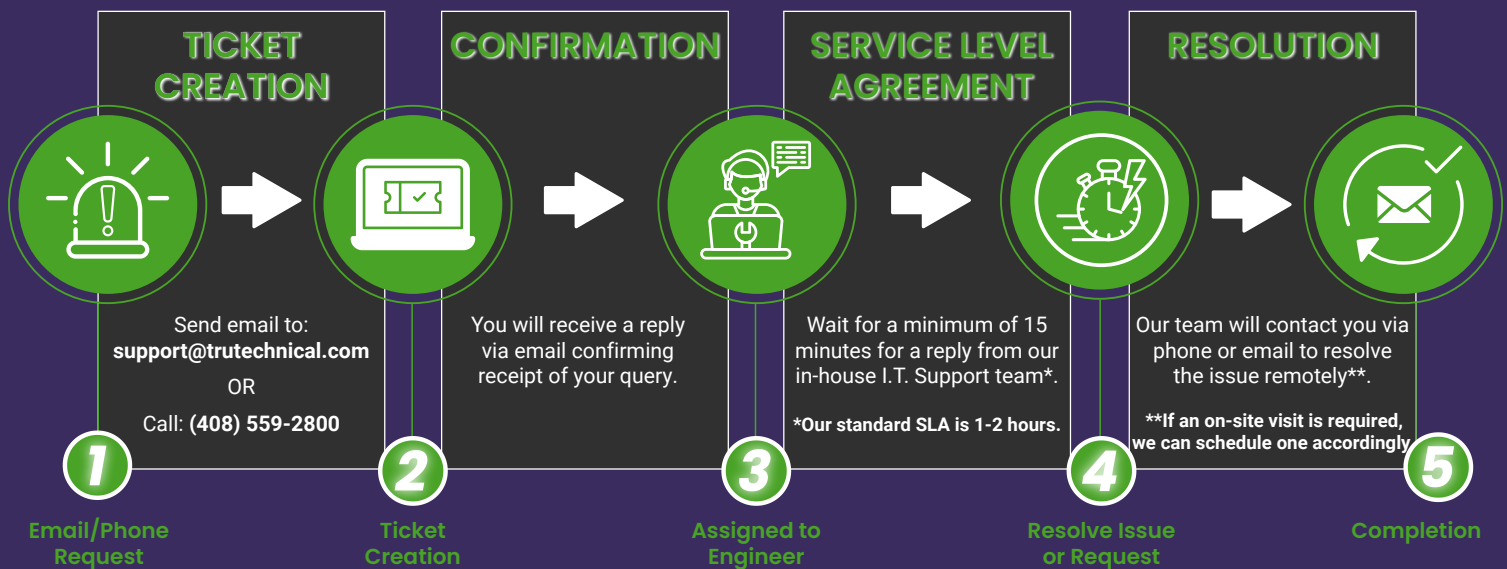 TICKET
CREATION
CONFIRMATION
SERVICE LEVEL
AGREEMENT
RESOLUTION
Send email to:
support@trutechnical.com
OR
Call: (408) 559-2800
You will receive a reply
via email confirming
receipt of your query.
Wait for a minimum of 15
minutes for a reply from our
in-house I.T. Support team*.
*Our standard SLA is 1-2 hours.
Our team will contact you via
phone or email to resolve
the issue remotely**.
**If an on-site visit is required,
we can schedule one accordingly
1
2
3
4
5
Email/Phone
Request
Ticket
Creation
Assigned to
Engineer
Resolve Issue
or Request
Completion